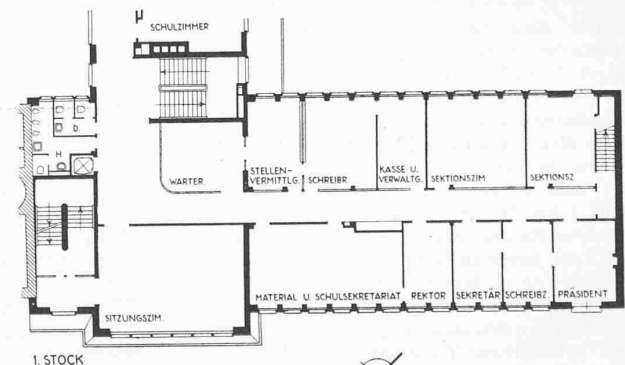 SCHULZIMMER
D.
H.
WARTER.
STELLEN-
VERMITTLG.
SCHREIBR.
KASSE U.
VERWALTG.
SEKTIONSZIM
SEKTIONSZ
MATERIAL U. SCHULSEKRETARIAT
REKTOR
SEKRETÄR
SCHREIBZ.
PRÄSIDENT
SITZUNGSZIM.
1. STOCK